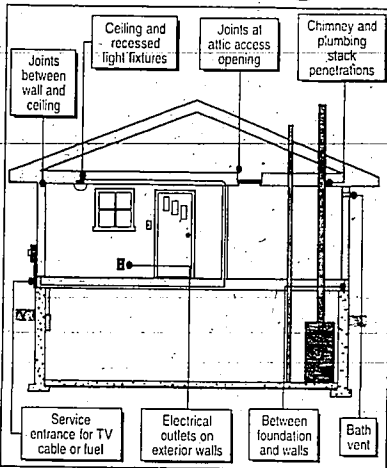 Joints
between
wall and
ceiling
Ceiling and
recessed
light fixtures
Joints at
attic access
opening
Chimney and
plumbing
stack
penetrations
Service
entrance for TV
cable or fuel
Electrical
outlets on
exterior walls
Between
foundation
and walls
Bath
vent